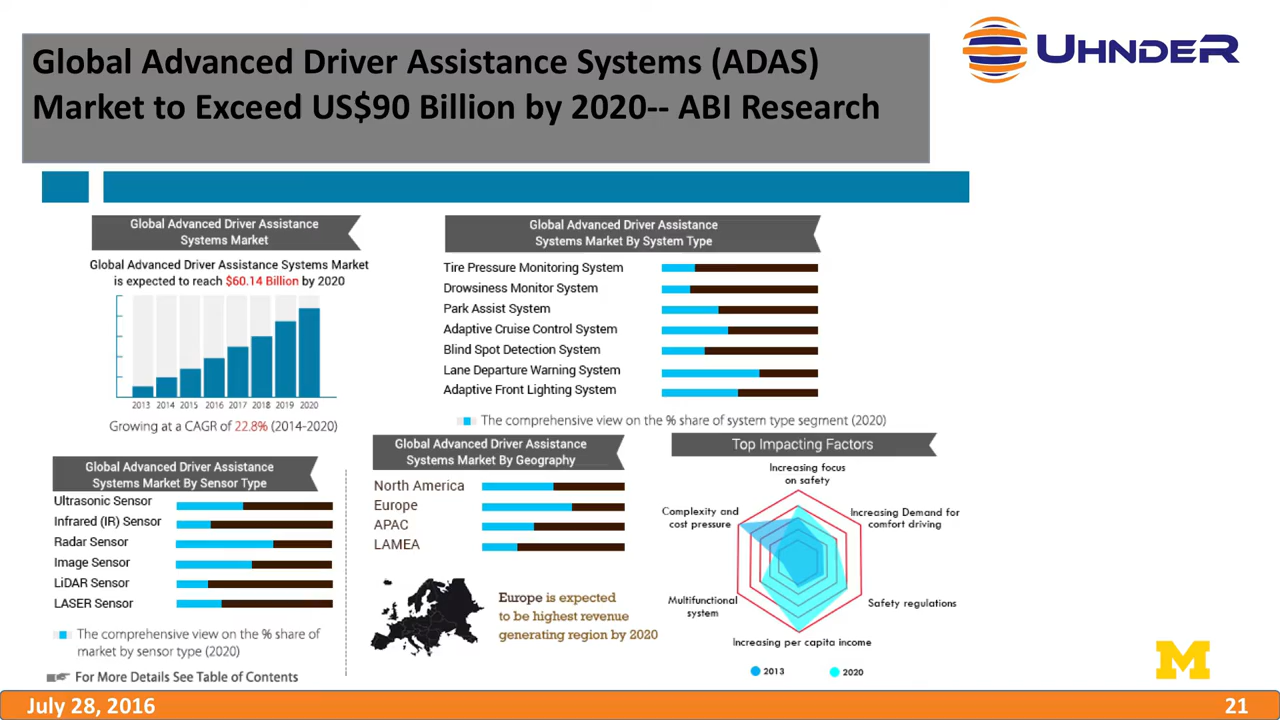 Global Advanced Driver Assistance Systems (ADAS)
Market to Exceed US$90 Billion by 2020-- ABI Research
UHNDER
Global Advanced Driver Assistance
Systems Market
Global Advanced Driver Assistance Systems Market
is expected to reach $60.14 Billion by 2020
2013 2014 2015 2016 2017 2018 2019 2020
Growing at a CAGR of 22.8% (2014-2020)
Global Advanced Driver Assistance
Systems Market By System Type
Tire Pressure Monitoring System
Drowsiness Monitor System
Park Assist System
Adaptive Cruise Control System
Blind Spot Detection System
Lane Departure Warning System
Adaptive Front Lighting System
The comprehensive view on the % share of system type segment (2020)
Global Advanced Driver Assistance
Systems Market By Sensor Type
Ultrasonic Sensor
Infrared (IR) Sensor
Radar Sensor
Image Sensor
LiDAR Sensor
LASER Sensor
The comprehensive view on the % share of
market by sensor type (2020)
For More Details See Table of Contents
Global Advanced Driver Assistance
Systems Market By Geography
North America
Europe
APAC
LAMEA
Europe is expected
to be highest revenue
generating region by 2020
Top Impacting Factors
Increasing focus
on safety
Complexity and
cost pressure
Increasing Demand for
comfort driving
Multifunctional
system
Safety regulations
Increasing per capita income
2013 2020
M
July 28, 2016
21